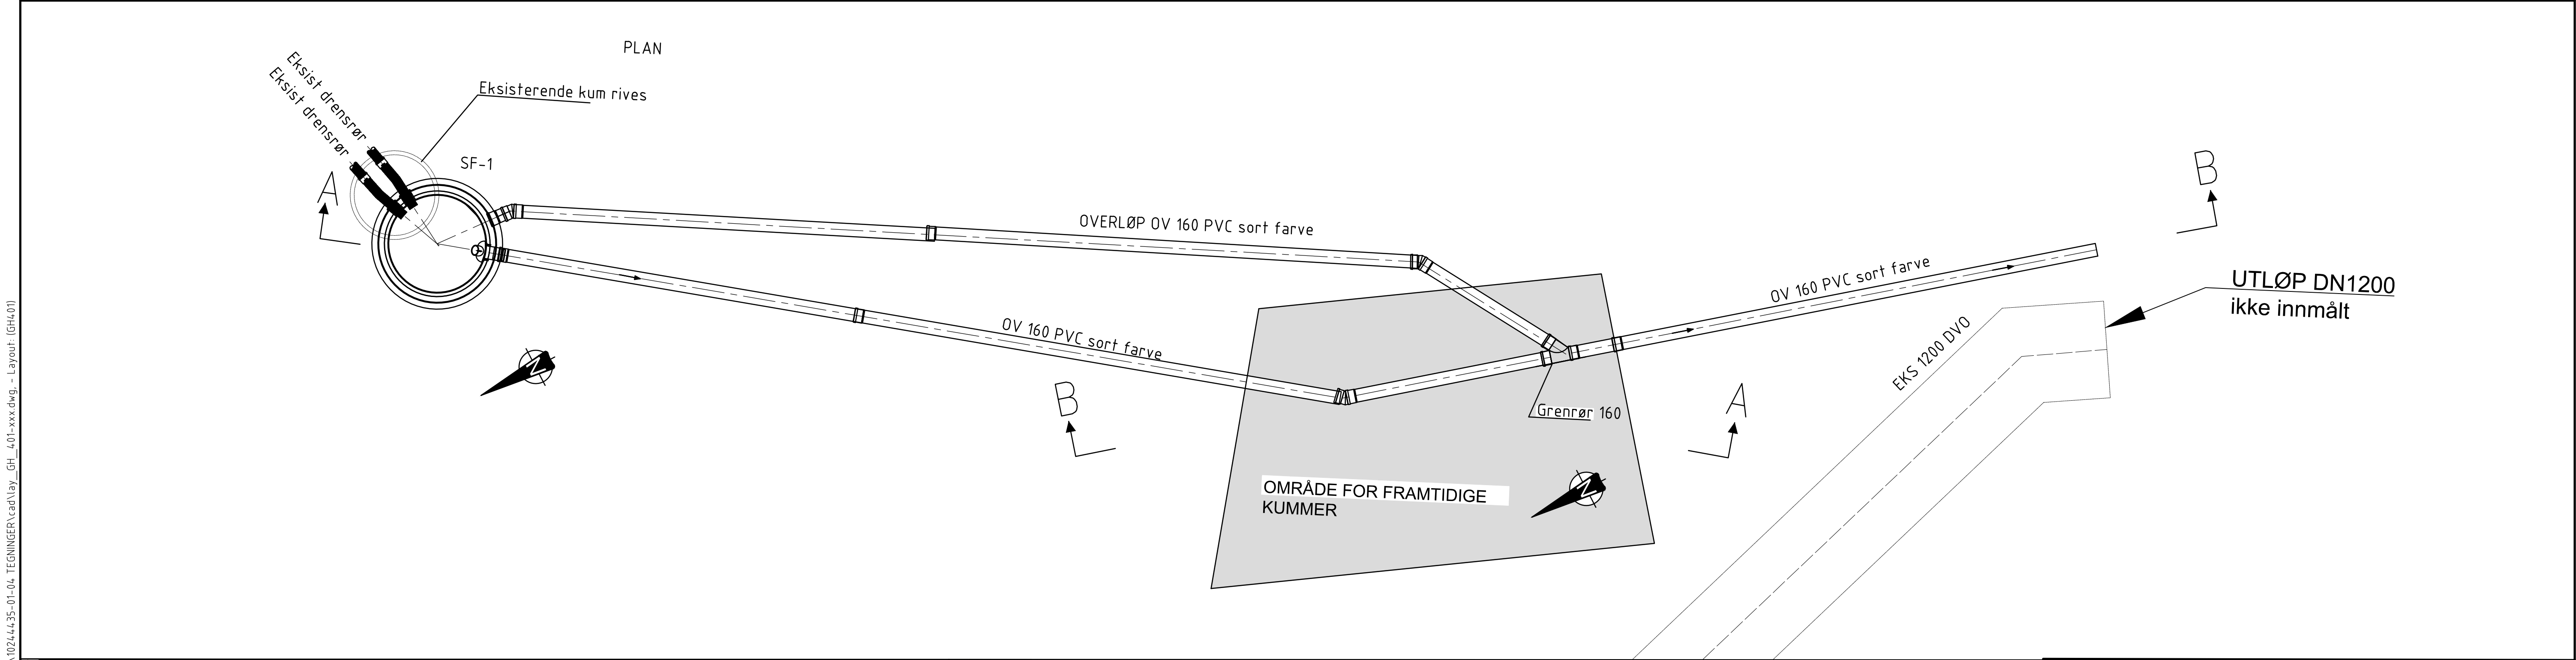 PLAN
Eksist drensrør
Eksist drensrør
Eksisterende kum rives
SF-1
A
B
OVERLØP OV 160 PVC sort farve
OV 160 PVC sort farve
UTLØP DN1200
ikke innmålt
OV 160 PVC sort farve
EKS 1200 DVO
N
B
A
Grenrør 160
OMRÅDE FOR FRAMTIDIGE
KUMMER
N
\10244435-01-04 TEGNINGER\cad\lay__GH__401-xxx.dwg, - Layout: (GH401)